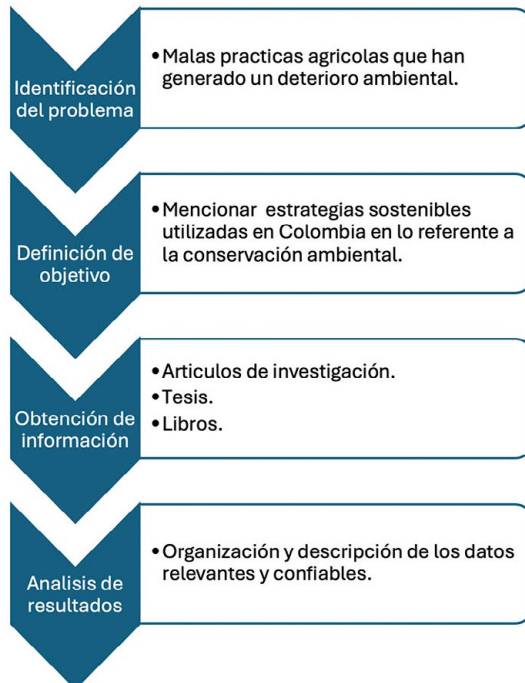 Identificación
del problema
•Malas practicas agricolas que han
generado un deterioro ambiental.
Definición de
objetivo
•Mencionar estrategias sostenibles
utilizadas en Colombia en lo referente a
la conservación ambiental.
Obtención de
información
•Articulos de investigación.
•Tesis.
•Libros.
Analisis de
resultados
•Organización y descripción de los datos
relevantes y confiables.